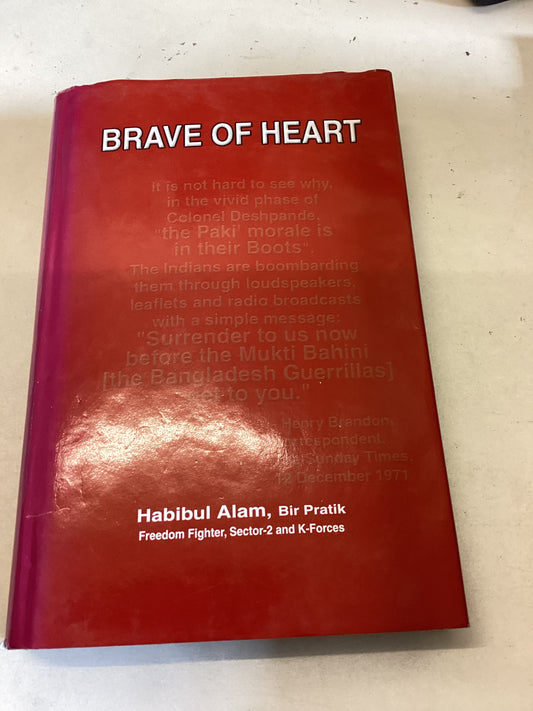 BRAVE OF HEART
It is not hard to see why,
in the vivid phase of
Colonel Deshpande,
"the Paki' morale is
in their Boots".
The Indians are boombarding
them through loudspeakers,
leaflets and radio broadcasts
with a simple message:
"Surrender to us now
before the Mukti Bahini
[the Bangladesh Guerrillas]
to you."
Henry Brandon,
Sunday Times.
12 December 1971
Habibul Alam, Bir Pratik
Freedom Fighter, Sector-2 and K-Forces